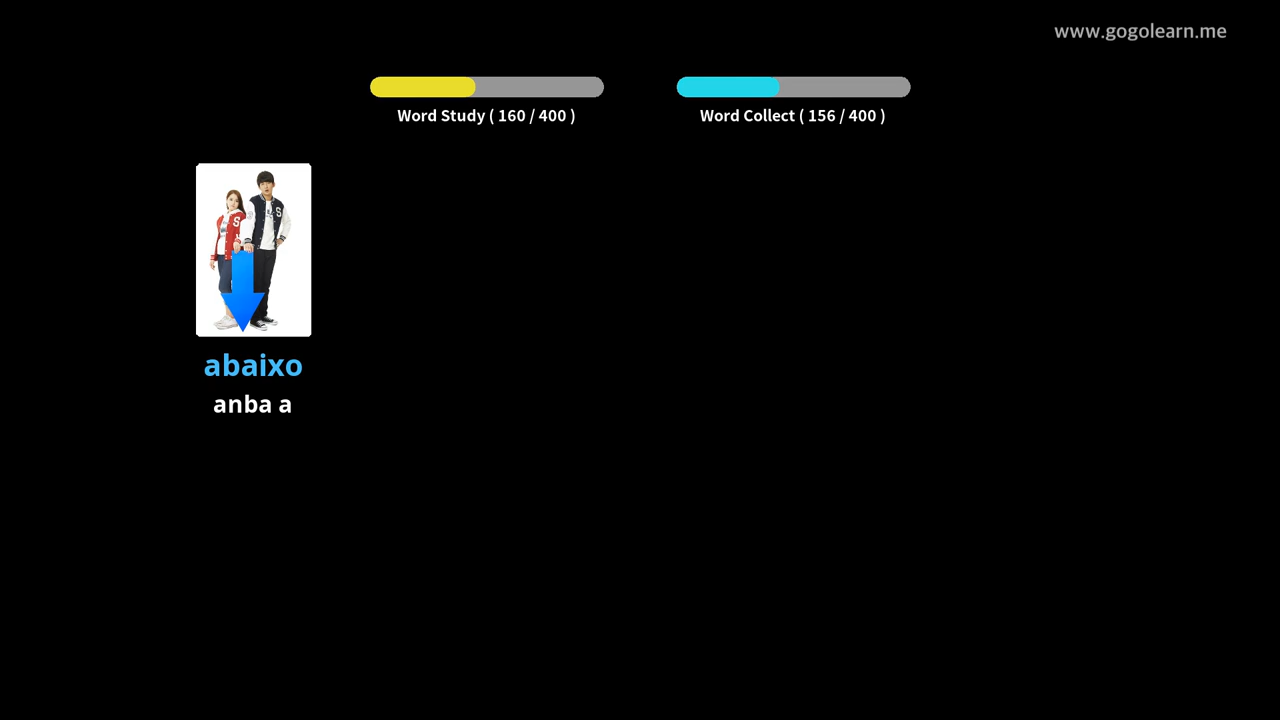 www.gogolearn.me
Word Study ( 160 / 400 )
Word Collect ( 156 / 400 )
S
S
abaixo
anba a